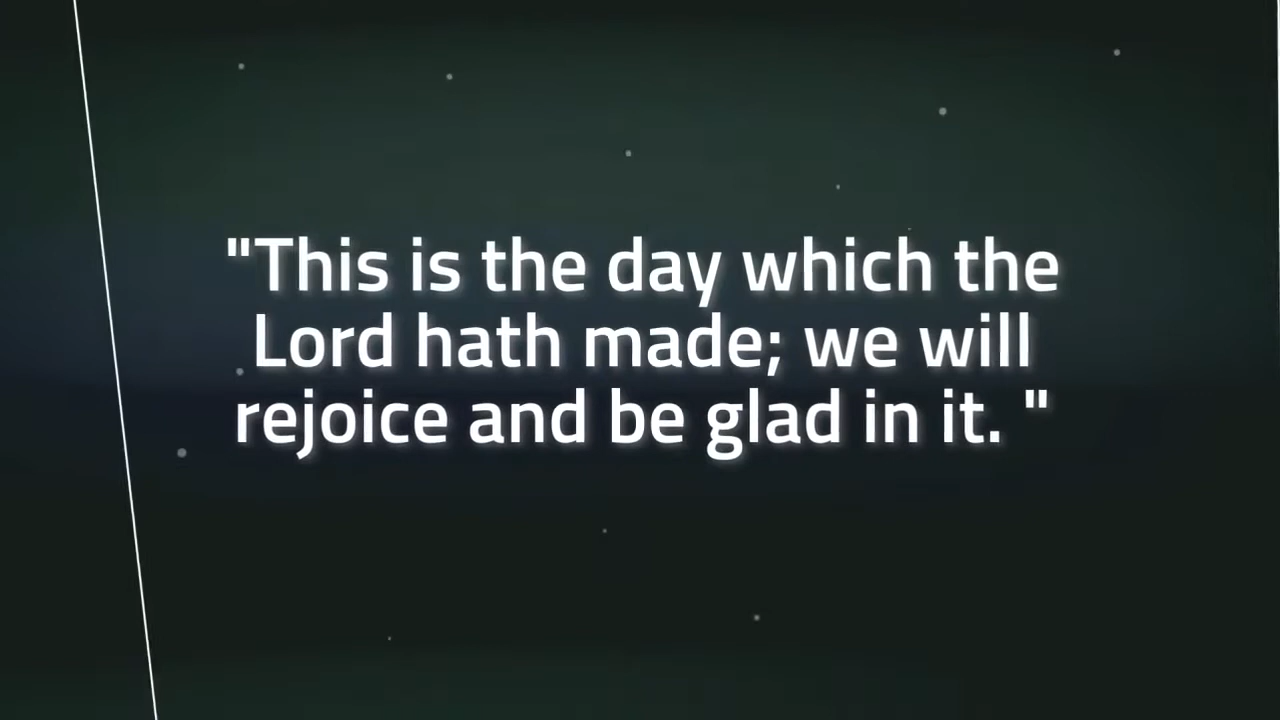 "This is the day which the
Lord hath made; we will
rejoice and be glad in it. "